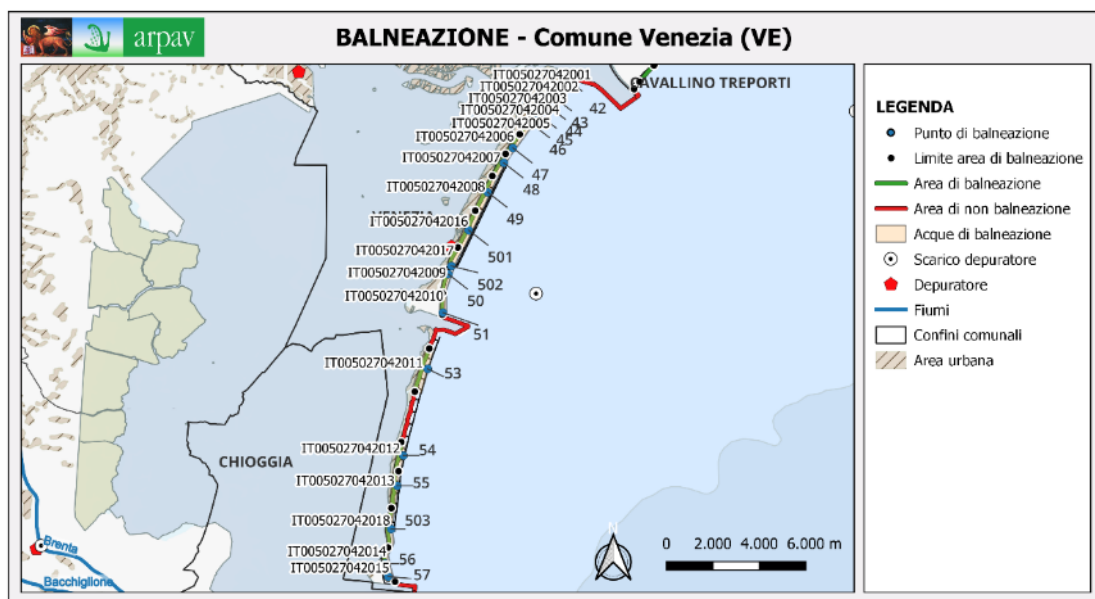 arpav
BALNEAZIONE - Comune Venezia (VE)
IT005027042001
CAVALLINO TREPORTI
IT005027042002
IT005027042003
42
IT005027042004
43
IT005027042005
44
45
IT005027042006
46
IT005027042007
47
48
IT005027042008
49
VENEZIA
IT005027042016
501
IT005027042017
502
IT005027042009
50
IT005027042010
51
IT005027042011
53
IT005027042012
54
CHIOGGIA
IT005027042013
55
IT005027042018
503
IT005027042014
56
IT005027042015
57
Brenta
Bacchiglione
N
0 2.000 4.000 6.000 m
LEGENDA
Punto di balneazione
Limite area di balneazione
Area di balneazione
Area di non balneazione
Acque di balneazione
Scarico depuratore
Depuratore
Fiumi
Confini comunali
Area urbana